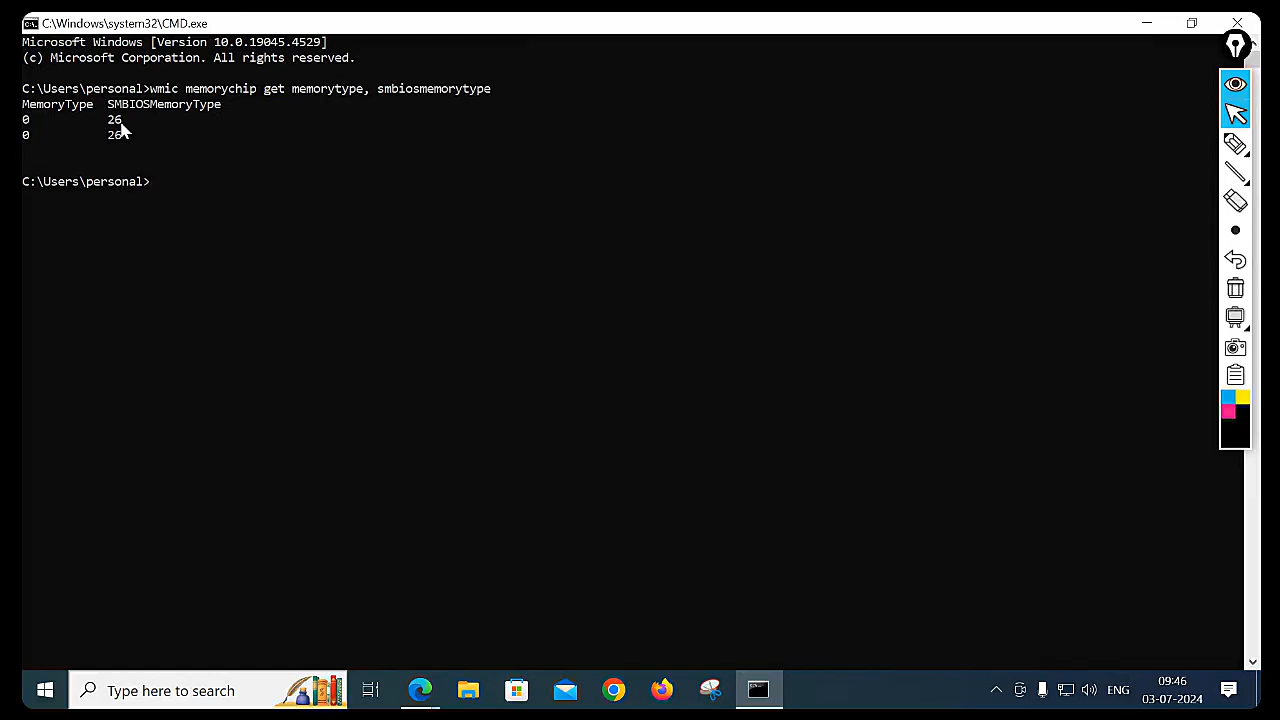 C:\Windows\system32\CMD.exe
Microsoft Windows [Version 10.0.19045.4529]
(c) Microsoft Corporation. All rights reserved.
C:\Users\personal>wmic memorychip get memorytype, smbiosmemorytype
MemoryType  SMBIOSMemoryType
0           26
0           26
C:\Users\personal>
Type here to search
ENG
09:46
03-07-2024